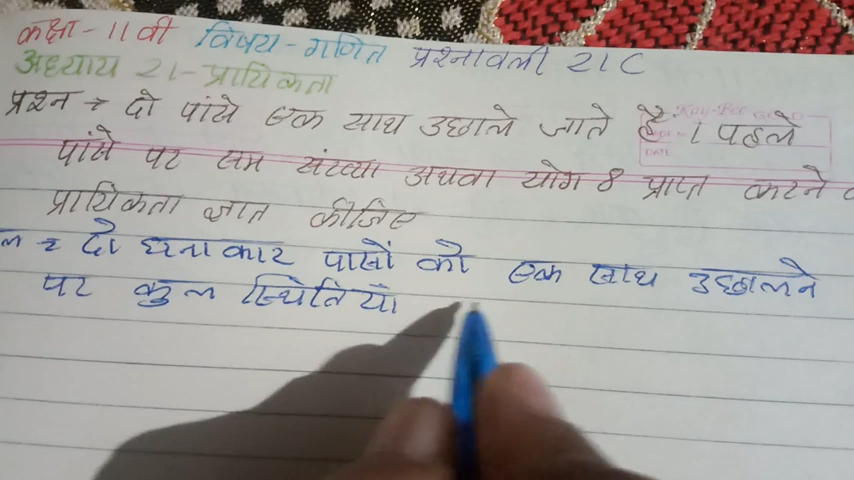 कक्षा - 11वी विषय - गणित प्रश्नावली 21C
अध्याय 21 - प्रायिकता
प्रश्न → दो पांसे एक साथ उछाले जाते हैं। पहले
पांसे पर सम संख्या अथवा योग 8 प्राप्त करने
प्रायिकता ज्ञात कीजिए
दो घनाकार पासों को एक साथ उछालने
पर कुल स्थितियाँ
DATE